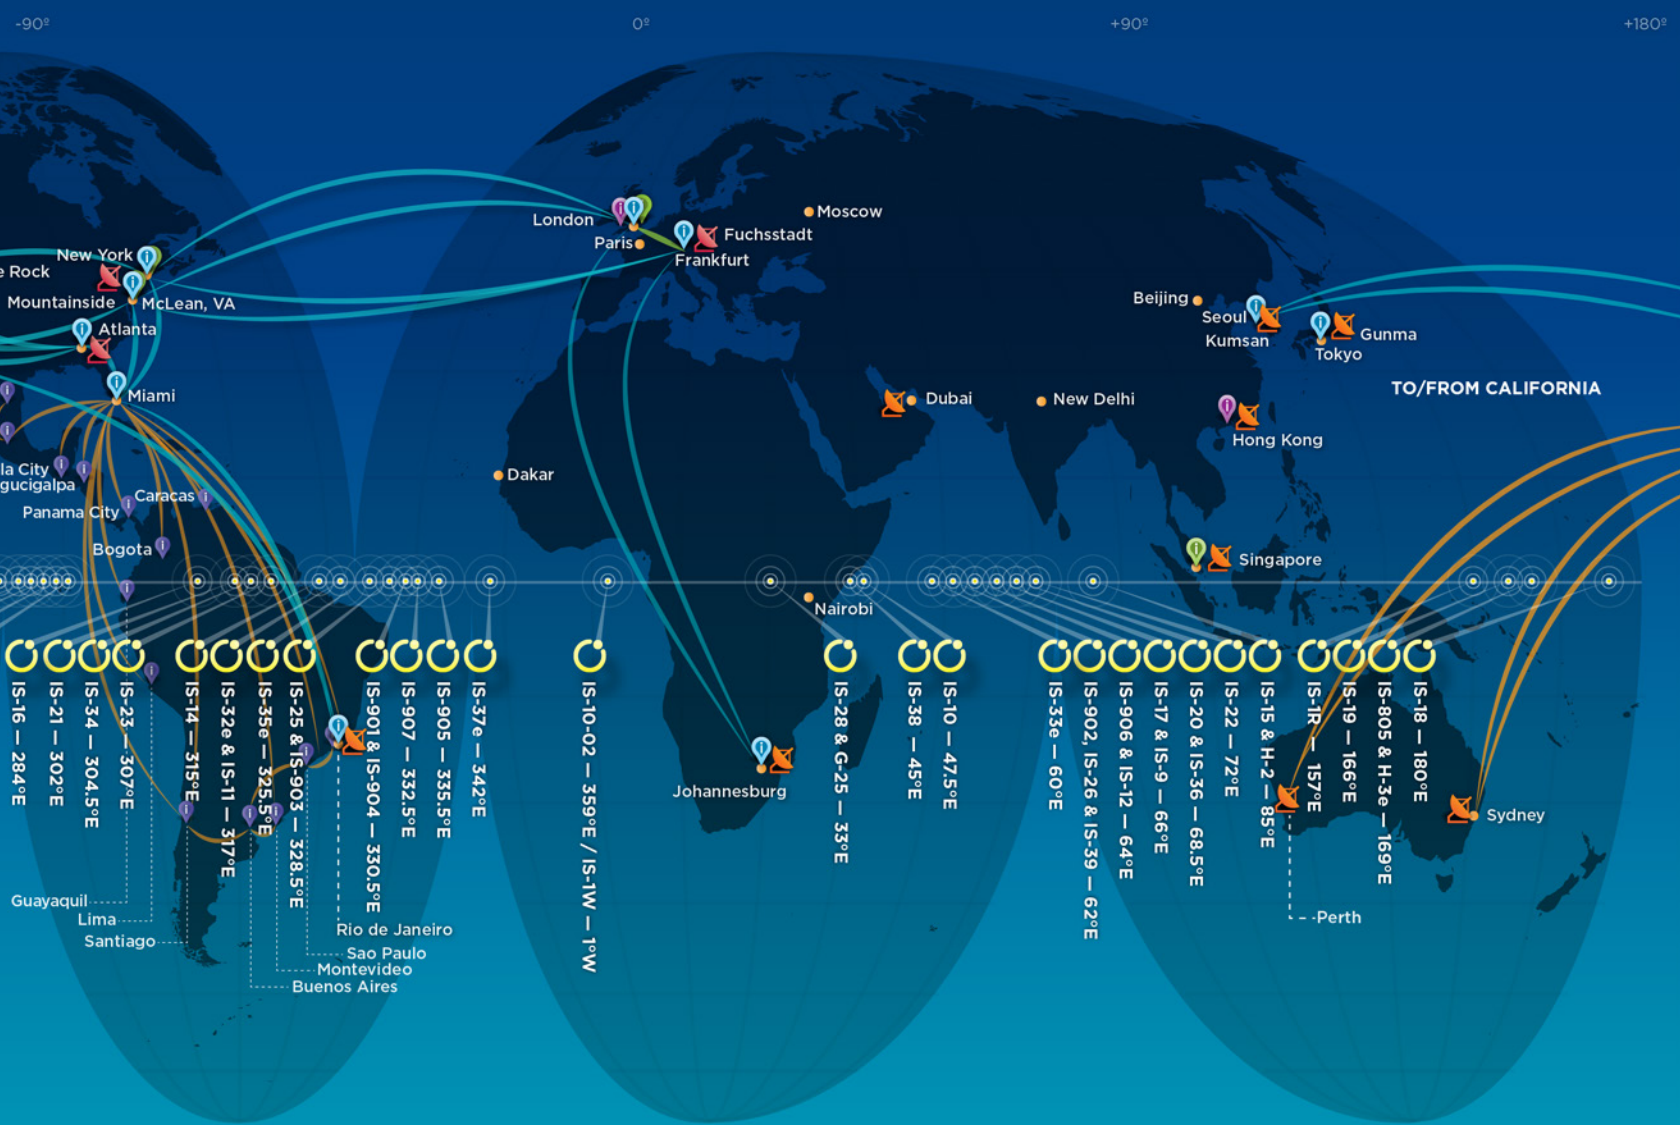 -90º
0º
+90º
+180º
London
Paris
Moscow
Fuchsstadt
Frankfurt
New York
e Rock
Mountainside
McLean, VA
Atlanta
Miami
Beijing
Seoul
Kumsan
Gunma
Tokyo
TO/FROM CALIFORNIA
Dubai
New Delhi
Hong Kong
la City
gucigalpa
Caracas
Panama City
Bogota
Dakar
Singapore
Nairobi
IS-16 — 284°E
IS-21 — 302°E
IS-34 — 304.5°E
IS-23 — 307°E
IS-14 — 315°E
IS-32e & IS-11 — 317°E
IS-35e — 325.5°E
IS-25 & IS-903 — 328.5°E
IS-901 & IS-904 — 330.5°E
IS-907 — 332.5°E
IS-905 — 335.5°E
IS-37e — 342°E
IS-10-02 — 359°E / IS-1W — 1°W
IS-28 & G-25 — 33°E
IS-38 — 45°E
IS-10 — 47.5°E
IS-33e — 60°E
IS-902, IS-26 & IS-39 — 62°E
IS-906 & IS-12 — 64°E
IS-17 & IS-9 — 66°E
IS-20 & IS-36 — 68.5°E
IS-22 — 72°E
IS-15 & H-2 — 85°E
IS-1R — 157°E
IS-19 — 166°E
IS-805 & H-3e — 169°E
IS-18 — 180°E
Johannesburg
Sydney
Guayaquil
Lima
Santiago
Rio de Janeiro
Sao Paulo
Montevideo
Buenos Aires
Perth